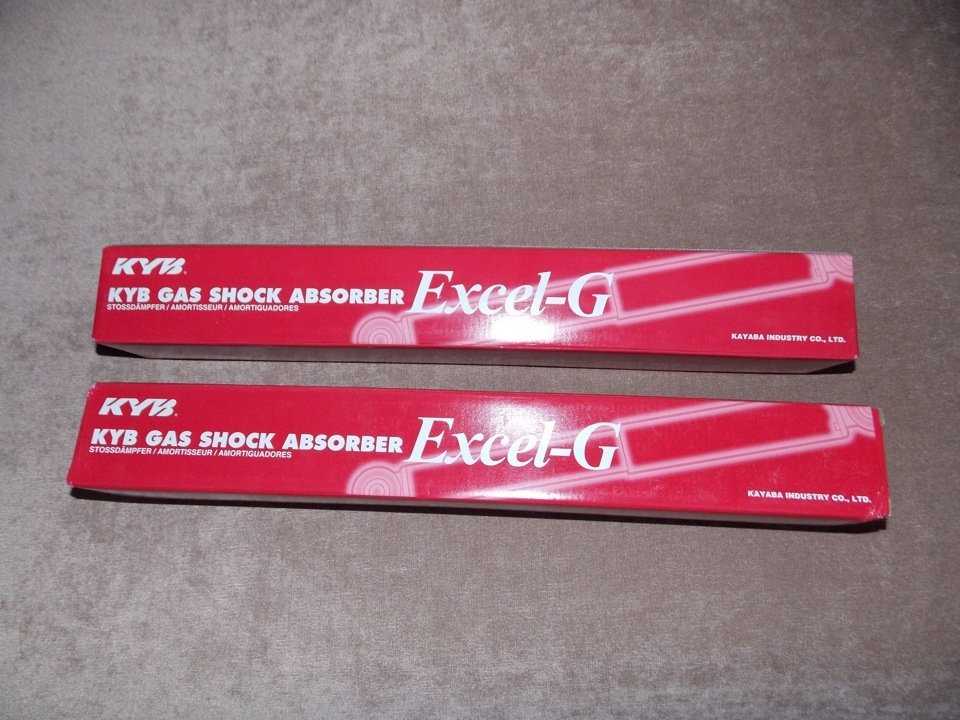 KYB
KYB GAS SHOCK ABSORBER Excel-G
STOSSDÄMPFER / AMORTISSEUR / AMORTIGUADORES
KAYABA INDUSTRY CO., LTD.
KYB
KYB GAS SHOCK ABSORBER Excel-G
STOSSDÄMPFER / AMORTISSEUR / AMORTIGUADORES
KAYABA INDUSTRY CO., LTD.